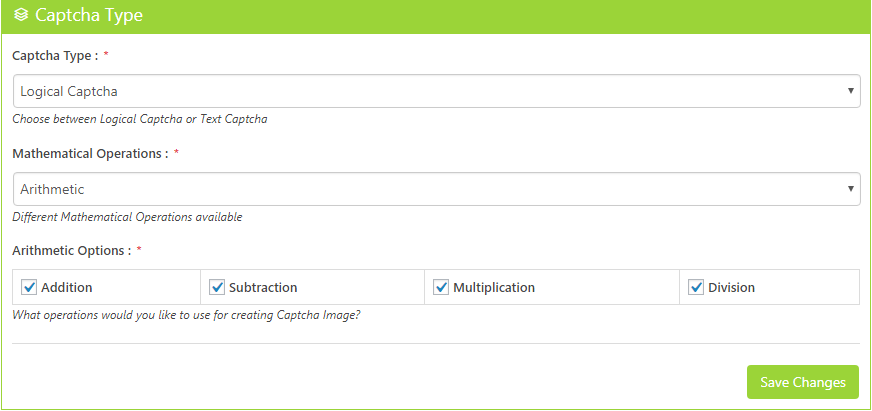 Captcha Type
Captcha Type : *
Logical Captcha
Choose between Logical Captcha or Text Captcha
Mathematical Operations : *
Arithmetic
Different Mathematical Operations available
Arithmetic Options : *
Addition Subtraction Multiplication Division
What operations would you like to use for creating Captcha Image?
Save Changes